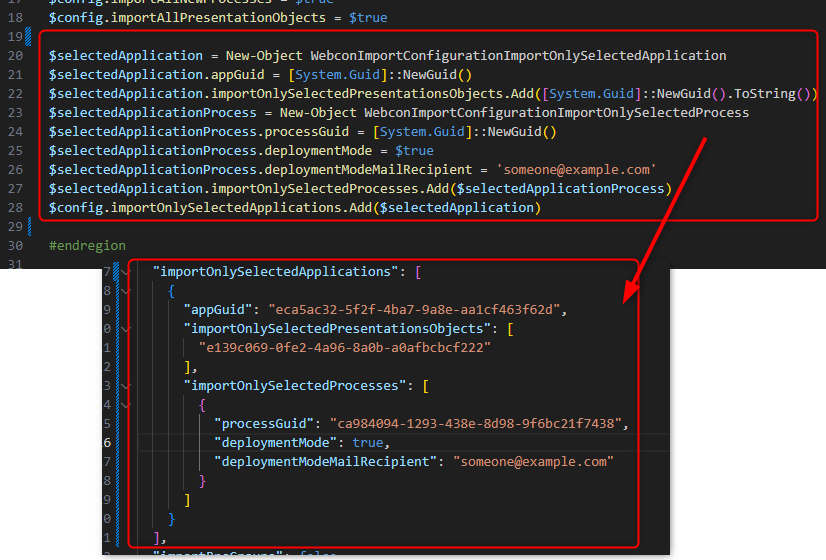 17 $config.importAllNewProcesses = $true
18 $config.importAllPresentationObjects = $true
19
20 $selectedApplication = New-Object WebconImportConfigurationImportOnlySelectedApplication
21 $selectedApplication.appGuid = [System.Guid]::NewGuid()
22 $selectedApplication.importOnlySelectedPresentationsObjects.Add([System.Guid]::NewGuid().ToString())
23 $selectedApplicationProcess = New-Object WebconImportConfigurationImportOnlySelectedProcess
24 $selectedApplicationProcess.processGuid = [System.Guid]::NewGuid()
25 $selectedApplicationProcess.deploymentMode = $true
26 $selectedApplicationProcess.deploymentModeMailRecipient = 'someone@example.com'
27 $selectedApplication.importOnlySelectedProcesses.Add($selectedApplicationProcess)
28 $config.importOnlySelectedApplications.Add($selectedApplication)
29
30 #endregion
31
7 "importOnlySelectedApplications": [
8 {
9 "appGuid": "eca5ac32-5f2f-4ba7-9a8e-aa1cf463f62d",
0 "importOnlySelectedPresentationsObjects": [
1 "e139c069-0fe2-4a96-8a0b-a0afbcbcf222"
2 ],
3 "importOnlySelectedProcesses": [
4 {
5 "processGuid": "ca984094-1293-438e-8d98-9f6bc21f7438",
6 "deploymentMode": true,
7 "deploymentModeMailRecipient": "someone@example.com"
8 }
9 ]
0 }
1 ],